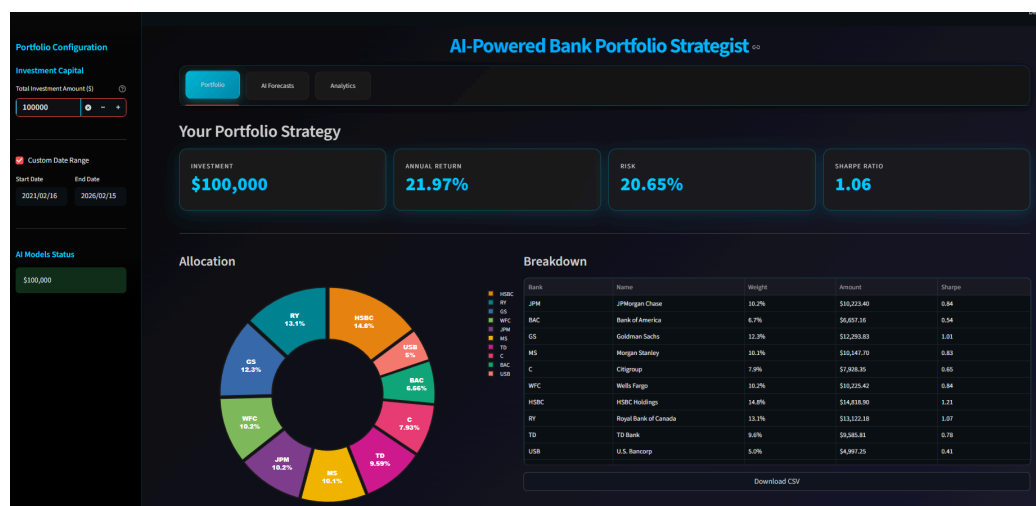 AI-Powered Bank Portfolio Strategist
Portfolio Configuration
Investment Capital
Total Investment Amount ($)
100000
Custom Date Range
Start Date End Date
2021/02/16 2026/02/15
AI Models Status
$100,000
Portfolio AI Forecasts Analytics
Your Portfolio Strategy
INVESTMENT
$100,000
ANNUAL RETURN
21.97%
RISK
20.65%
SHARPE RATIO
1.06
Allocation
HSBC
14.8%
USB
5%
BAC
6.66%
C
7.93%
TD
9.59%
MS
10.1%
JPM
10.2%
WFC
10.2%
GS
12.3%
RY
13.1%
HSBC
RY
GS
WFC
JPM
MS
TD
C
BAC
USB
Breakdown
Bank Name Weight Amount Sharpe
JPM JPMorgan Chase 10.2% $10,223.40 0.84
BAC Bank of America 6.7% $6,657.16 0.54
GS Goldman Sachs 12.3% $12,293.83 1.01
MS Morgan Stanley 10.1% $10,147.70 0.83
C Citigroup 7.9% $7,928.35 0.65
WFC Wells Fargo 10.2% $10,225.42 0.84
HSBC HSBC Holdings 14.8% $14,818.90 1.21
RY Royal Bank of Canada 13.1% $13,122.18 1.07
TD TD Bank 9.6% $9,585.81 0.78
USB U.S. Bancorp 5.0% $4,997.25 0.41
Download CSV